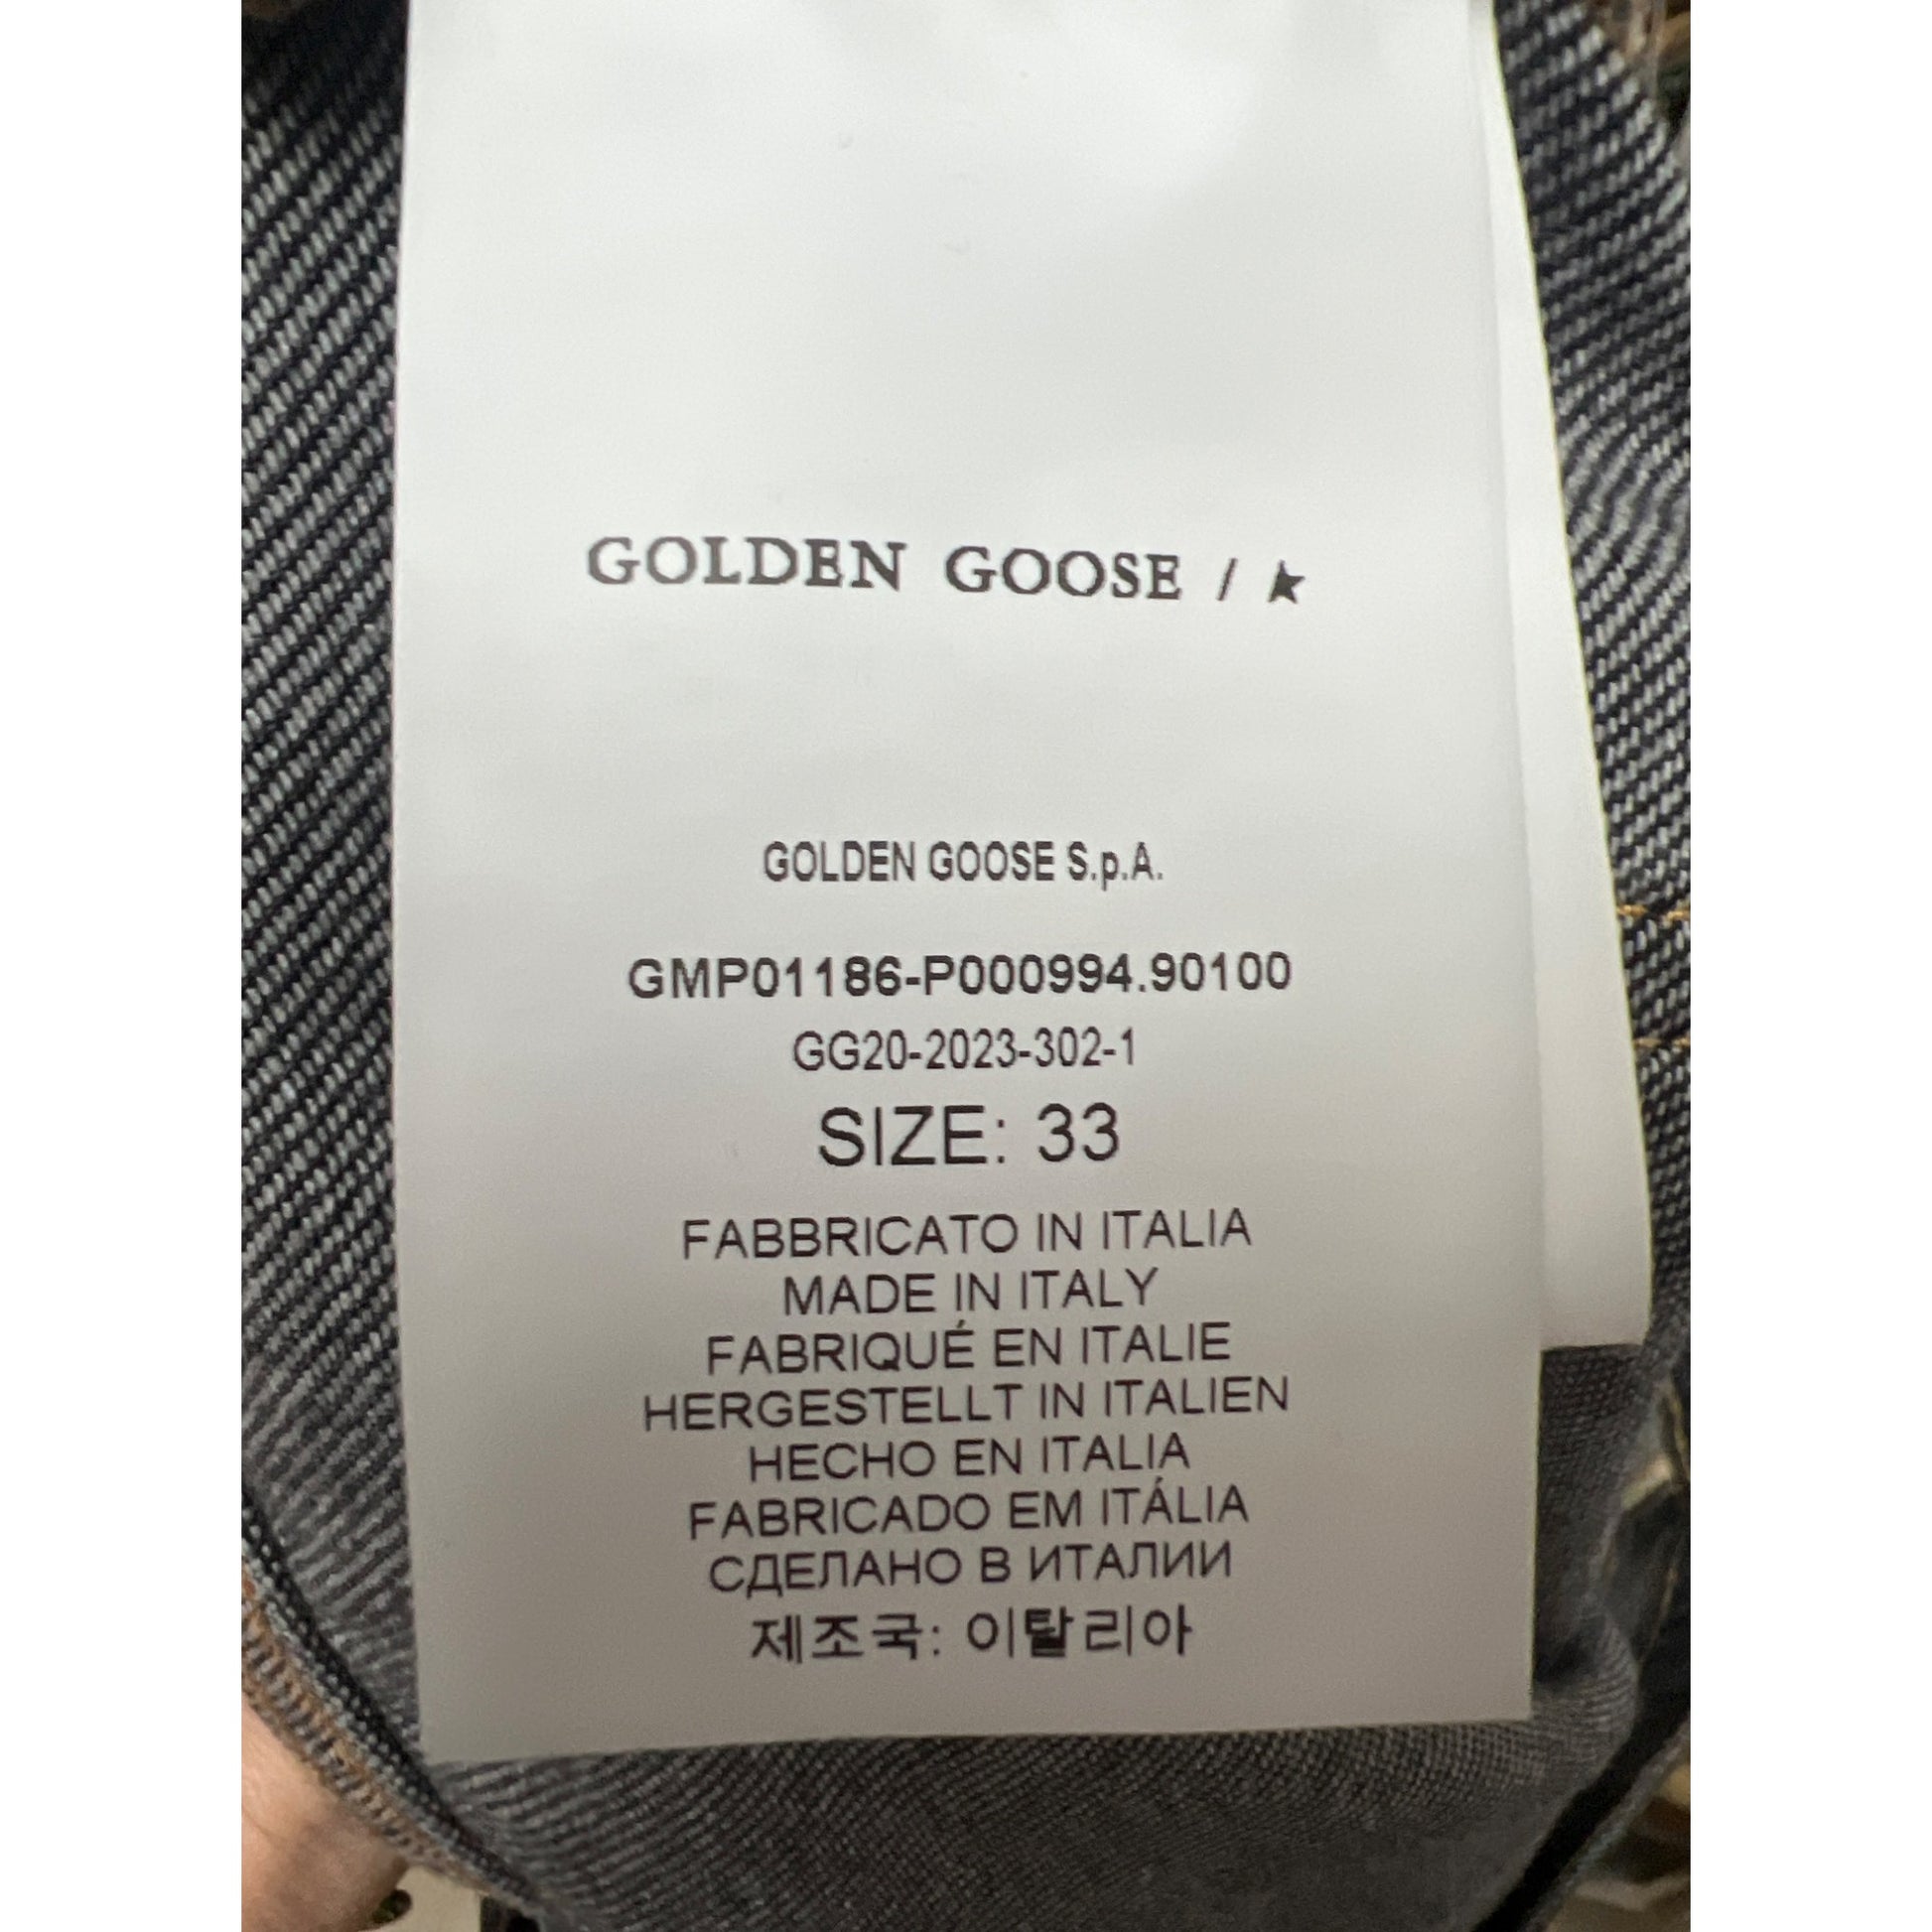 GOLDEN GOOSE / ★
GOLDEN GOOSE S.p.A.
GMP01186-P000994.90100
GG20-2023-302-1
SIZE: 33
FABBRICATO IN ITALIA
MADE IN ITALY
FABRIQUÉ EN ITALIE
HERGESTELLT IN ITALIEN
HECHO EN ITALIA
FABRICADO EM ITÁLIA
СДЕЛАНО В ИТАЛИИ
제조국: 이탈리아